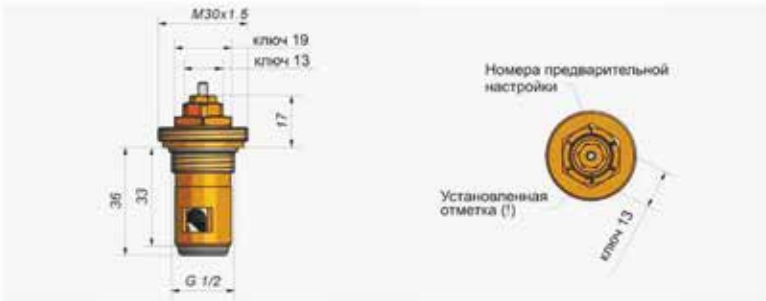 M30x1.5
ключ 19
ключ 13
17
36
33
G 1/2
Номера предварительной
настройки
Установленная
отметка (!)
ключ 13